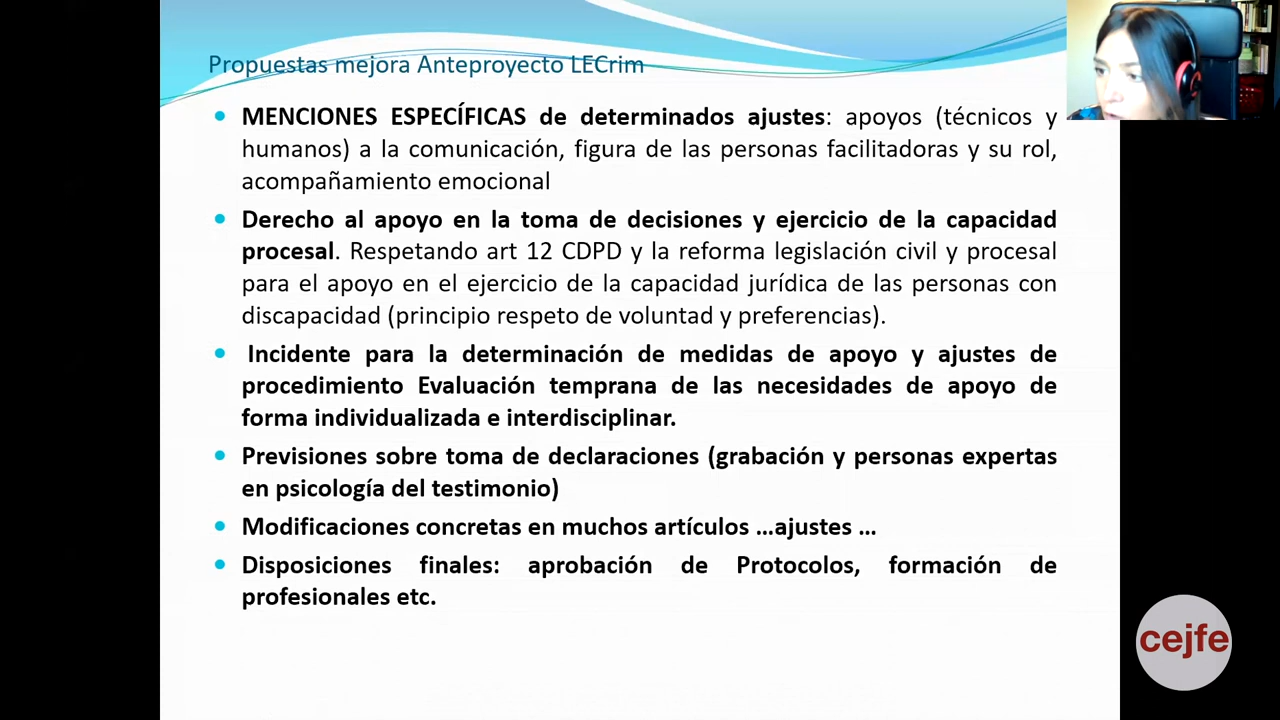 Propuestas mejora Anteproyecto LECrim
• MENCIONES ESPECÍFICAS de determinados ajustes: apoyos (técnicos y
humanos) a la comunicación, figura de las personas facilitadoras y su rol,
acompañamiento emocional
• Derecho al apoyo en la toma de decisiones y ejercicio de la capacidad
procesal. Respetando art 12 CDPD y la reforma legislación civil y procesal
para el apoyo en el ejercicio de la capacidad jurídica de las personas con
discapacidad (principio respeto de voluntad y preferencias).
• Incidente para la determinación de medidas de apoyo y ajustes de
procedimiento Evaluación temprana de las necesidades de apoyo de
forma individualizada e interdisciplinar.
• Previsiones sobre toma de declaraciones (grabación y personas expertas
en psicología del testimonio)
• Modificaciones concretas en muchos artículos …ajustes …
• Disposiciones finales: aprobación de Protocolos, formación de
profesionales etc.
cejfe